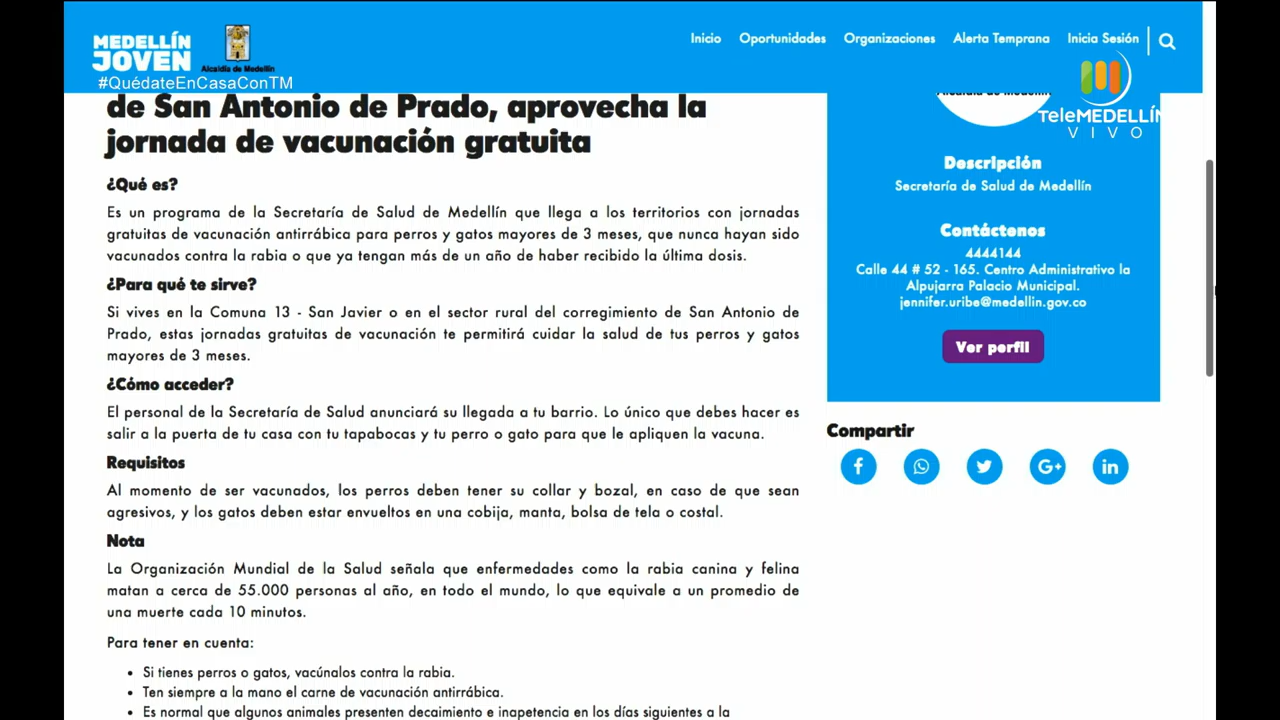 MEDELLÍN
JOVEN
Alcaldía de Medellín
#QuédateEnCasaConTM
Inicio Oportunidades Organizaciones Alerta Temprana Inicia Sesión
TeleMEDELLÍN
VIVO
de San Antonio de Prado, aprovecha la
jornada de vacunación gratuita
¿Qué es?
Es un programa de la Secretaría de Salud de Medellín que llega a los territorios con jornadas
gratuitas de vacunación antirrábica para perros y gatos mayores de 3 meses, que nunca hayan sido
vacunados contra la rabia o que ya tengan más de un año de haber recibido la última dosis.
¿Para qué te sirve?
Si vives en la Comuna 13 - San Javier o en el sector rural del corregimiento de San Antonio de
Prado, estas jornadas gratuitas de vacunación te permitirá cuidar la salud de tus perros y gatos
mayores de 3 meses.
¿Cómo acceder?
El personal de la Secretaría de Salud anunciará su llegada a tu barrio. Lo único que debes hacer es
salir a la puerta de tu casa con tu tapabocas y tu perro o gato para que le apliquen la vacuna.
Requisitos
Al momento de ser vacunados, los perros deben tener su collar y bozal, en caso de que sean
agresivos, y los gatos deben estar envueltos en una cobija, manta, bolsa de tela o costal.
Nota
La Organización Mundial de la Salud señala que enfermedades como la rabia canina y felina
matan a cerca de 55.000 personas al año, en todo el mundo, lo que equivale a un promedio de
una muerte cada 10 minutos.
Para tener en cuenta:
• Si tienes perros o gatos, vacúnalos contra la rabia.
• Ten siempre a la mano el carne de vacunación antirrábica.
• Es normal que algunos animales presenten decaimiento e inapetencia en los días siguientes a la
Alcaldía de Medellín
Descripción
Secretaría de Salud de Medellín
Contáctenos
4444144
Calle 44 # 52 - 165. Centro Administrativo la
Alpujarra Palacio Municipal.
jennifer.uribe@medellin.gov.co
Ver perfil
Compartir